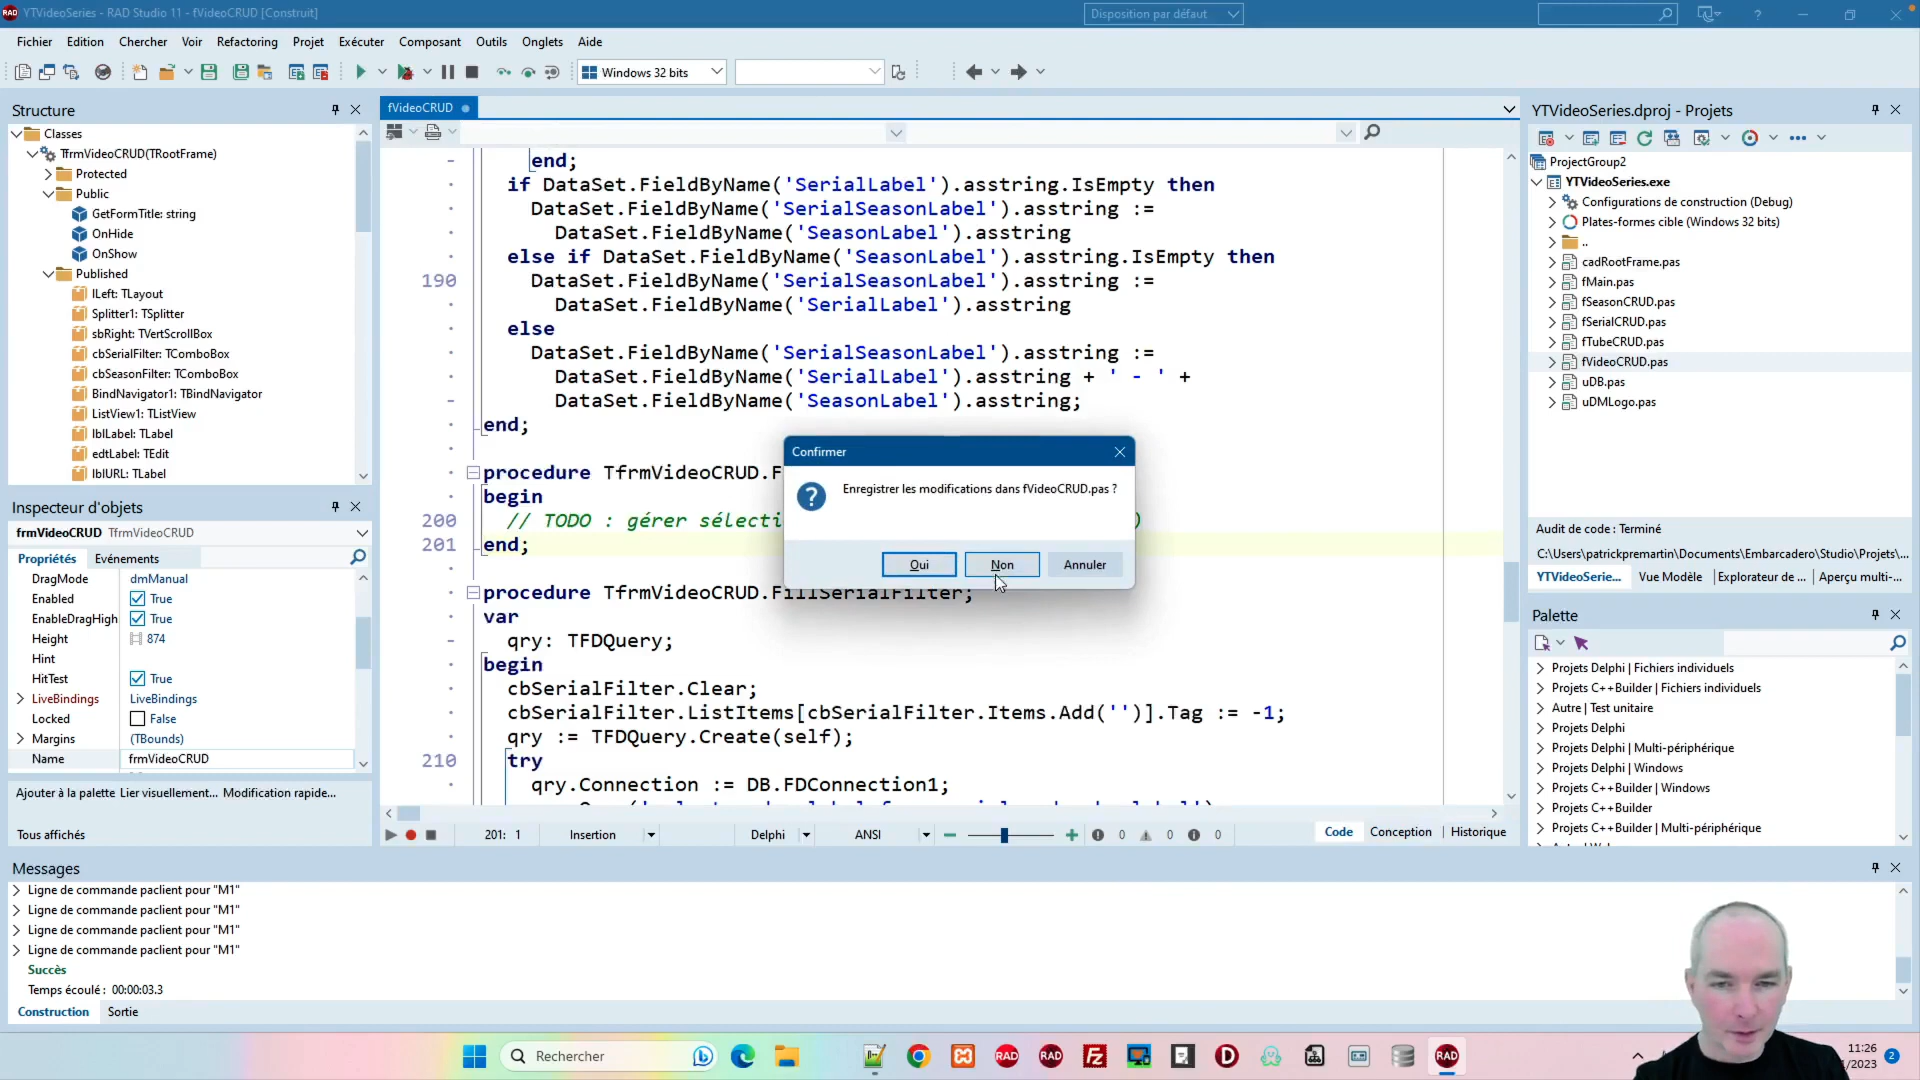 YTVideoSeries - RAD Studio 11 - fVideoCRUD [Construit]
Disposition par défaut
Fichier Edition Chercher Voir Refactoring Projet Exécuter Composant Outils Onglets Aide
Windows 32 bits
Structure
Classes
TfrmVideoCRUD(TRootFrame)
Protected
Public
GetFormTitle: string
OnHide
OnShow
Published
lLeft: TLayout
Splitter1: TSplitter
sbRight: TVertScrollBox
cbSerialFilter: TComboBox
cbSeasonFilter: TComboBox
BindNavigator1: TBindNavigator
ListView1: TListView
lblLabel: TLabel
edtLabel: TEdit
lblURL: TLabel
Inspecteur d'objets
frmVideoCRUD TfrmVideoCRUD
Propriétés Evénements
DragMode dmManual
Enabled True
EnableDragHigh True
Height 874
Hint
HitTest True
LiveBindings LiveBindings
Locked False
Margins (TBounds)
Name frmVideoCRUD
Ajouter à la palette Lier visuellement... Modification rapide...
Tous affichés
fVideoCRUD
end;
if DataSet.FieldByName('SerialLabel').asstring.IsEmpty then
DataSet.FieldByName('SerialSeasonLabel').asstring :=
DataSet.FieldByName('SeasonLabel').asstring
else if DataSet.FieldByName('SeasonLabel').asstring.IsEmpty then
190 DataSet.FieldByName('SerialSeasonLabel').asstring :=
DataSet.FieldByName('SerialLabel').asstring
else
DataSet.FieldByName('SerialSeasonLabel').asstring :=
DataSet.FieldByName('SerialLabel').asstring + ' - ' +
DataSet.FieldByName('SeasonLabel').asstring;
end;
procedure TfrmVideoCRUD.F
begin
200 // TODO : gérer sélecti )
201 end;
procedure TfrmVideoCRUD.FillSerialFilter;
var
qry: TFDQuery;
begin
cbSerialFilter.Clear;
cbSerialFilter.ListItems[cbSerialFilter.Items.Add('')].Tag := -1;
qry := TFDQuery.Create(self);
210 try
qry.Connection := DB.FDConnection1;
Confirmer
Enregistrer les modifications dans fVideoCRUD.pas ?
Oui Non Annuler
201: 1 Insertion Delphi ANSI 0 0 0 Code Conception Historique
YTVideoSeries.dproj - Projets
ProjectGroup2
YTVideoSeries.exe
Configurations de construction (Debug)
Plates-formes cible (Windows 32 bits)
..
cadRootFrame.pas
fMain.pas
fSeasonCRUD.pas
fSerialCRUD.pas
fTubeCRUD.pas
fVideoCRUD.pas
uDB.pas
uDMLogo.pas
Audit de code : Terminé
C:\Users\patrickpremartin\Documents\Embarcadero\Studio\Projets\...
YTVideoSerie... Vue Modèle Explorateur de ... Aperçu multi-...
Palette
Projets Delphi | Fichiers individuels
Projets C++Builder | Fichiers individuels
Autre | Test unitaire
Projets Delphi
Projets Delphi | Multi-périphérique
Projets Delphi | Windows
Projets C++Builder | Windows
Projets C++Builder
Projets C++Builder | Multi-périphérique
Messages
Ligne de commande paclient pour "M1"
Ligne de commande paclient pour "M1"
Ligne de commande paclient pour "M1"
Ligne de commande paclient pour "M1"
Succès
Temps écoulé : 00:00:03.3
Construction Sortie
Rechercher
RAD RAD Fz D RAD
11:26
/2023 2